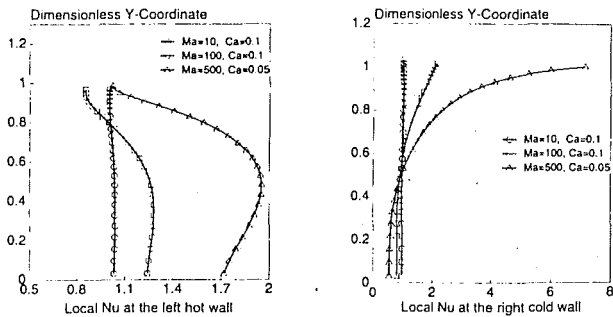 Dimensionless Y-Coordinate
1.2
1
0.8
0.6
0.4
0.2
0
0.5
0.8
1.1
1.4
1.7
2
Ma=10, Ca=0.1
Ma=100, Ca=0.1
Ma=500, Ca=0.05
Local Nu at the left hot wall
Dimensionless Y-Coordinate
1.2
1
0.8
0.6
0.4
0.2
0
0
2
4
6
8
Ma=10, Ca=0.1
Ma=100, Ca=0.1
Ma=500, Ca=0.05
Local Nu at the right cold wall